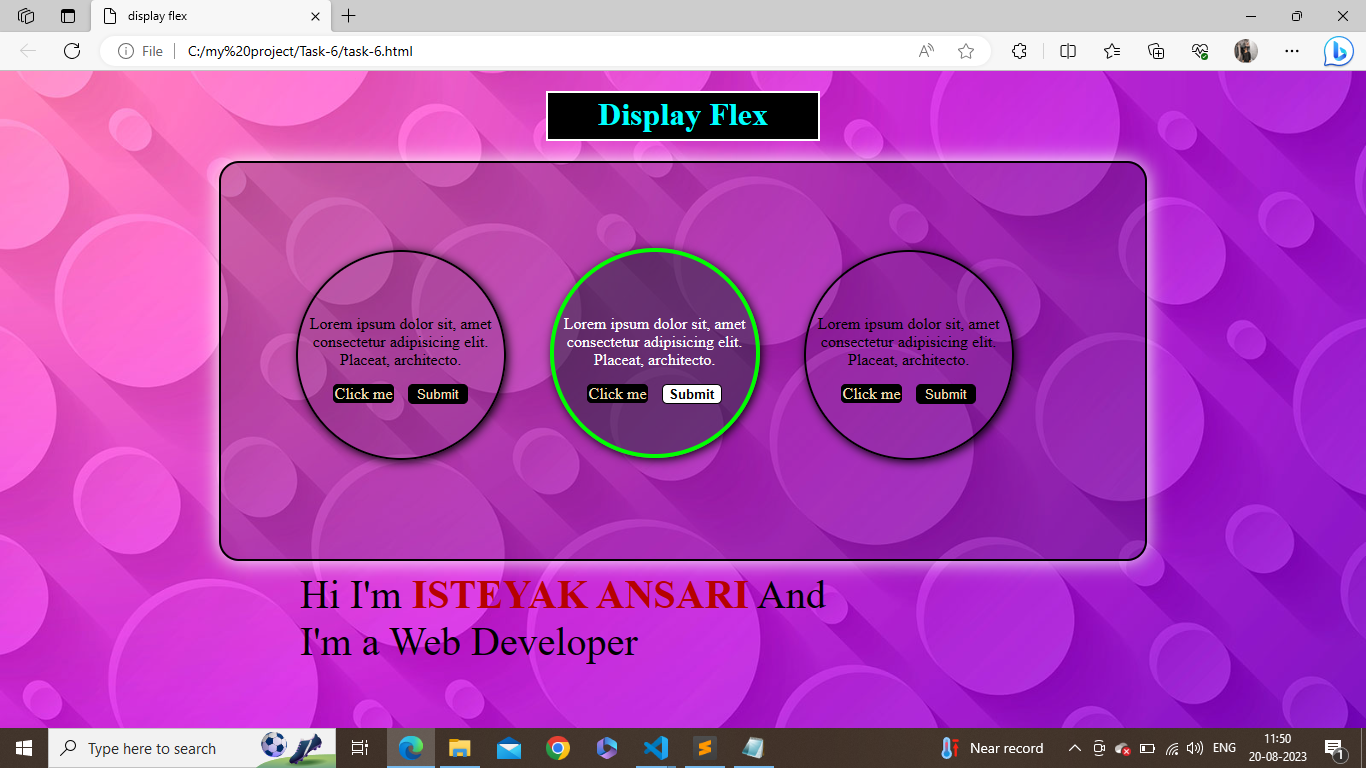 display flex
File
C:/my%20project/Task-6/task-6.html
Display Flex
Lorem ipsum dolor sit, amet
consectetur adipisicing elit.
Placeat, architecto.
Click me Submit
Lorem ipsum dolor sit, amet
consectetur adipisicing elit.
Placeat, architecto.
Click me Submit
Lorem ipsum dolor sit, amet
consectetur adipisicing elit.
Placeat, architecto.
Click me Submit
Hi I'm ISTEYAK ANSARI And
I'm a Web Developer
Type here to search
Near record
ENG
11:50
20-08-2023
1